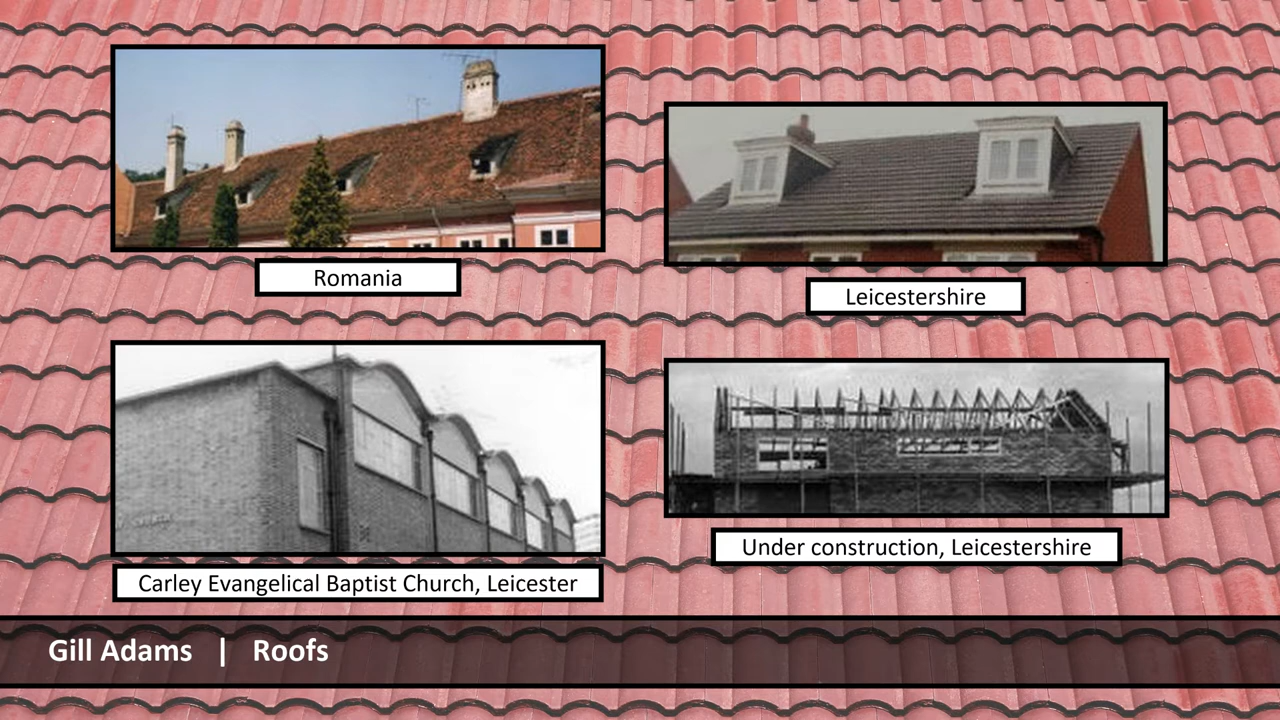 Romania
Leicestershire
Carley Evangelical Baptist Church, Leicester
Under construction, Leicestershire
Gill Adams | Roofs